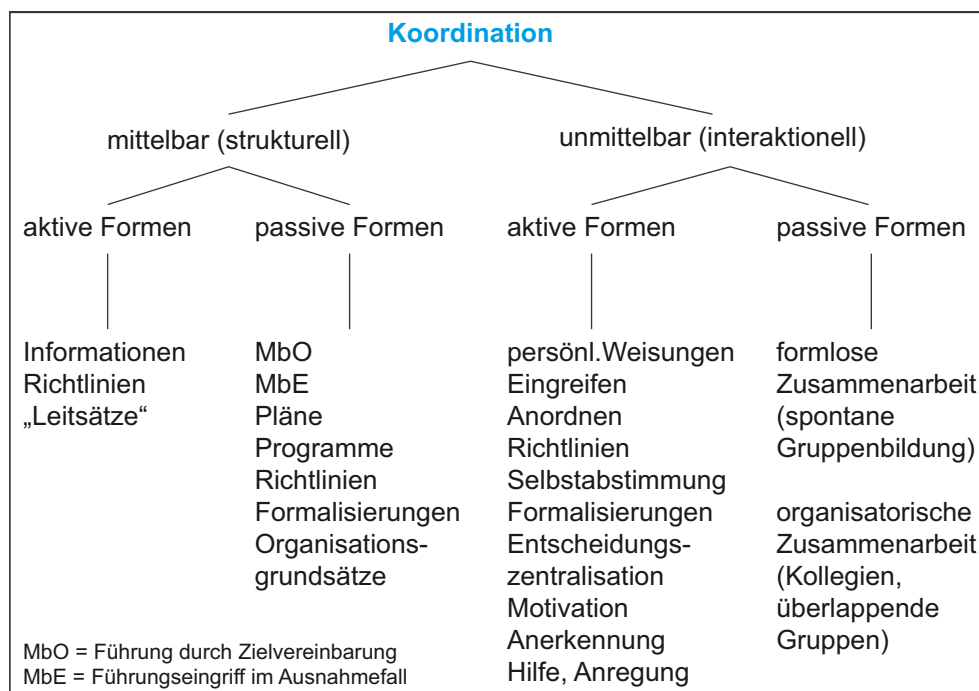 Koordination
mittelbar (strukturell)
unmittelbar (interaktionell)
aktive Formen
passive Formen
aktive Formen
passive Formen
Informationen
Richtlinien
„Leitsätze“
MbO
MbE
Pläne
Programme
Richtlinien
Formalisierungen
Organisations-
grundsätze
persönl.Weisungen
Eingreifen
Anordnen
Richtlinien
Selbstabstimmung
Formalisierungen
Entscheidungs-
zentralisation
Motivation
Anerkennung
Hilfe, Anregung
formlose
Zusammenarbeit
(spontane
Gruppenbildung)
organisatorische
Zusammenarbeit
(Kollegien,
überlappende
Gruppen)
MbO = Führung durch Zielvereinbarung
MbE = Führungseingriff im Ausnahmefall